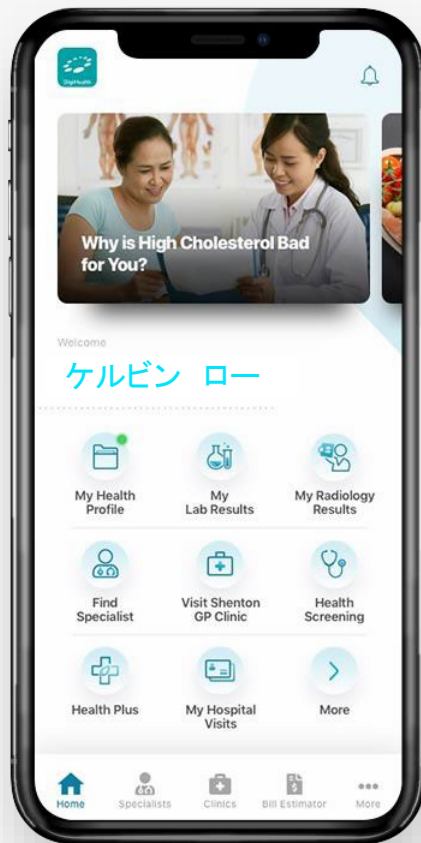 DigiHealth
Why is High Cholesterol Bad
for You?
Welcome
ケルビン ロー
My Health
Profile
My
Lab Results
My Radiology
Results
Find
Specialist
Visit Shenton
GP Clinic
Health
Screening
Health Plus
My Hospital
Visits
More
Home
Specialists
Clinics
Bill Estimator
More